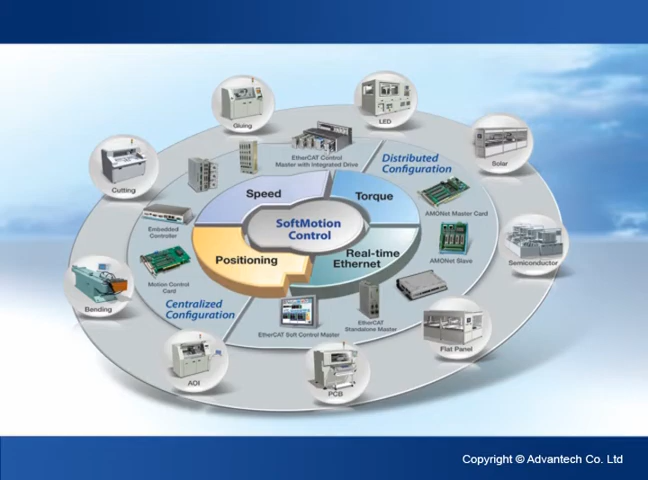 Gluing
LED
EtherCAT Control
Master with Integrated Drive
Distributed
Configuration
Solar
Cutting
Speed
Torque
AMONet Master Card
SoftMotion
Control
Embedded
Controller
Positioning
Real-time
Ethernet
AMONet Slave
Semiconductor
Motion Control
Card
Bending
Centralized
Configuration
EtherCAT Soft Control Master
EtherCAT
Standalone Master
Flat Panel
AOI
PCB
Copyright © Advantech Co. Ltd